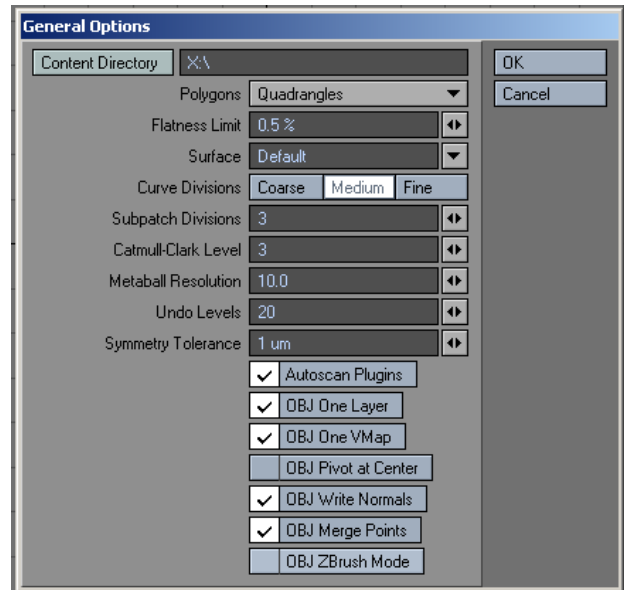 General Options
Content Directory X:\ OK
Polygons Quadrangles Cancel
Flatness Limit 0.5 %
Surface Default
Curve Divisions Coarse Medium Fine
Subpatch Divisions 3
Catmull-Clark Level 3
Metaball Resolution 10.0
Undo Levels 20
Symmetry Tolerance 1 um
Autoscan Plugins
OBJ One Layer
OBJ One VMap
OBJ Pivot at Center
OBJ Write Normals
OBJ Merge Points
OBJ ZBrush Mode